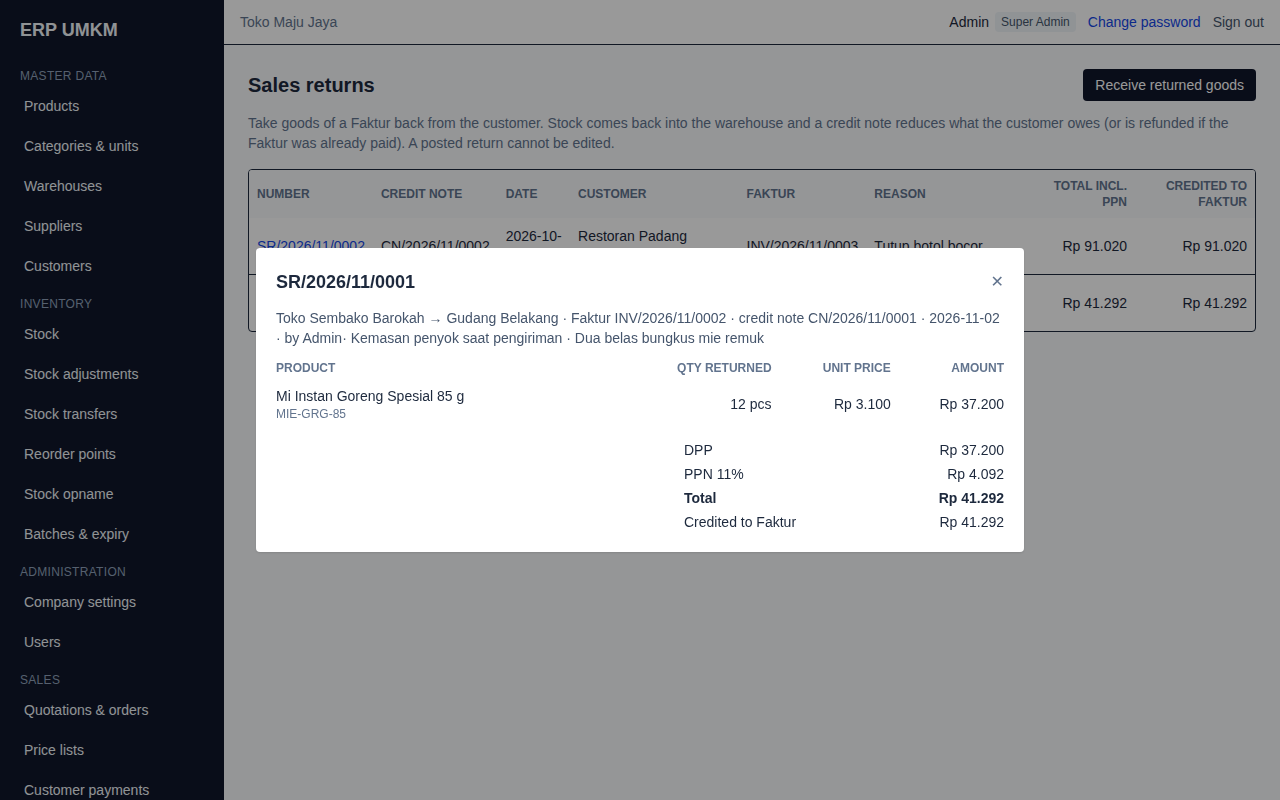 ERP UMKM
MASTER DATA
Products
Categories & units
Warehouses
Suppliers
Customers
INVENTORY
Stock
Stock adjustments
Stock transfers
Reorder points
Stock opname
Batches & expiry
ADMINISTRATION
Company settings
Users
SALES
Quotations & orders
Price lists
Customer payments
Toko Maju Jaya
Admin Super Admin Change password Sign out
Sales returns
Receive returned goods
Take goods of a Faktur back from the customer. Stock comes back into the warehouse and a credit note reduces what the customer owes (or is refunded if the
Faktur was already paid). A posted return cannot be edited.
NUMBER CREDIT NOTE DATE CUSTOMER FAKTUR REASON TOTAL INCL. PPN CREDITED TO FAKTUR
SR/2026/11/0002 CN/2026/11/0002 2026-10- Restoran Padang INV/2026/11/0003 Tutup botol bocor Rp 91.020 Rp 91.020
Rp 41.292 Rp 41.292
SR/2026/11/0001 ✕
Toko Sembako Barokah → Gudang Belakang · Faktur INV/2026/11/0002 · credit note CN/2026/11/0001 · 2026-11-02
· by Admin· Kemasan penyok saat pengiriman · Dua belas bungkus mie remuk
PRODUCT QTY RETURNED UNIT PRICE AMOUNT
Mi Instan Goreng Spesial 85 g 12 pcs Rp 3.100 Rp 37.200
MIE-GRG-85
DPP Rp 37.200
PPN 11% Rp 4.092
Total Rp 41.292
Credited to Faktur Rp 41.292